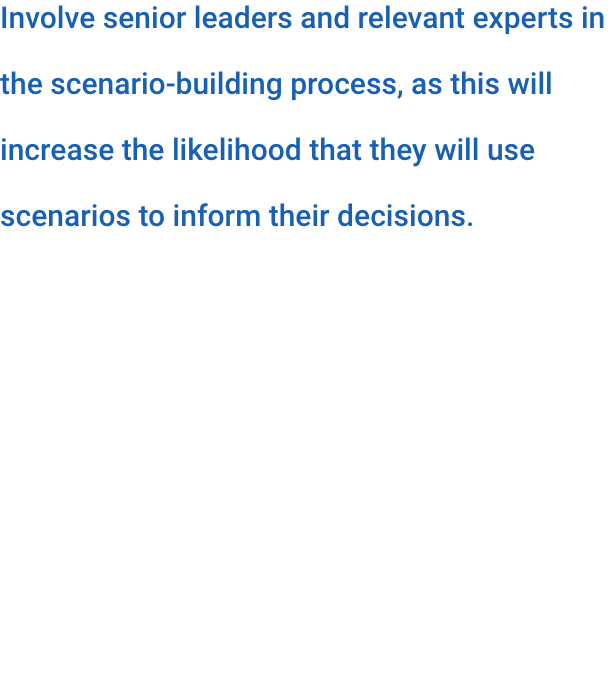 Involve senior leaders and relevant experts in
the scenario-building process, as this will
increase the likelihood that they will use
scenarios to inform their decisions.